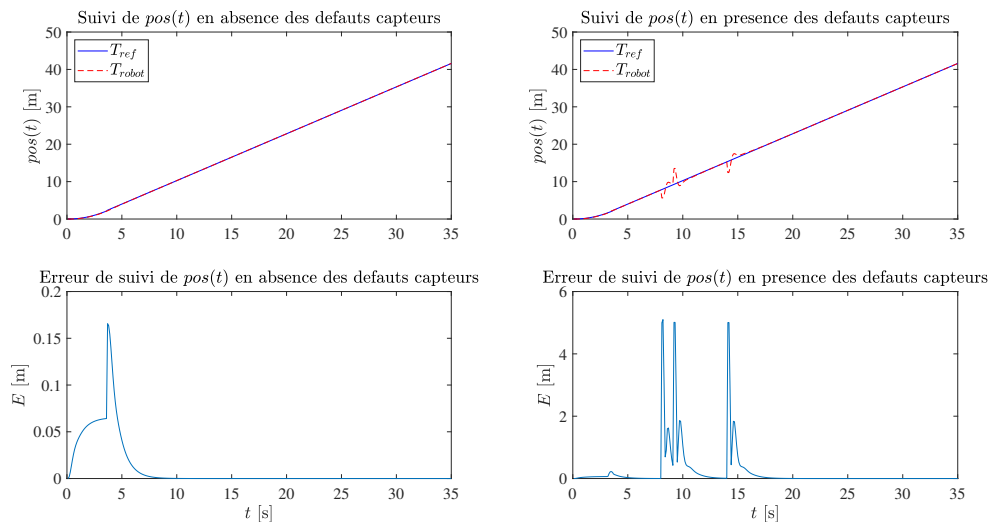 Suivi de pos(t) en absence des defauts capteurs
50
40
30
20
10
0
pos(t) [m]
T_ref
T_robot
0 5 10 15 20 25 30 35
Suivi de pos(t) en presence des defauts capteurs
50
40
30
20
10
0
pos(t) [m]
T_ref
T_robot
0 5 10 15 20 25 30 35
Erreur de suivi de pos(t) en absence des defauts capteurs
0.2
0.15
0.1
0.05
0
E [m]
0 5 10 15 20 25 30 35
t [s]
Erreur de suivi de pos(t) en presence des defauts capteurs
6
4
2
0
E [m]
0 5 10 15 20 25 30 35
t [s]